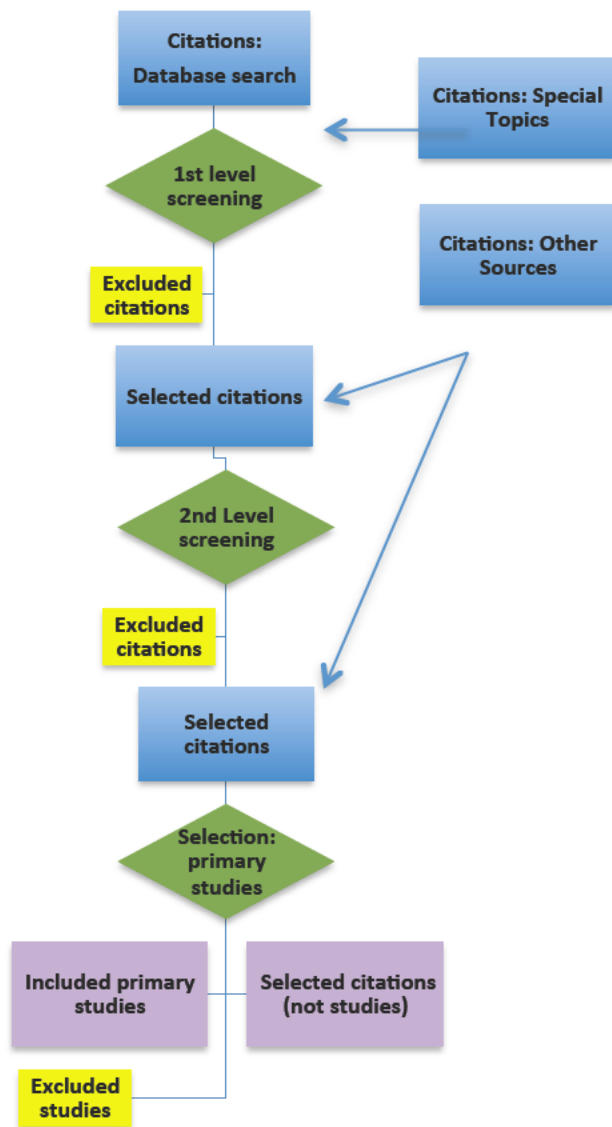 Citations:
Database search
Citations: Special
Topics
1st level
screening
Citations: Other
Sources
Excluded
citations
Selected citations
2nd Level
screening
Excluded
citations
Selected
citations
Selection:
primary
studies
Included primary
studies
Selected citations
(not studies)
Excluded
studies